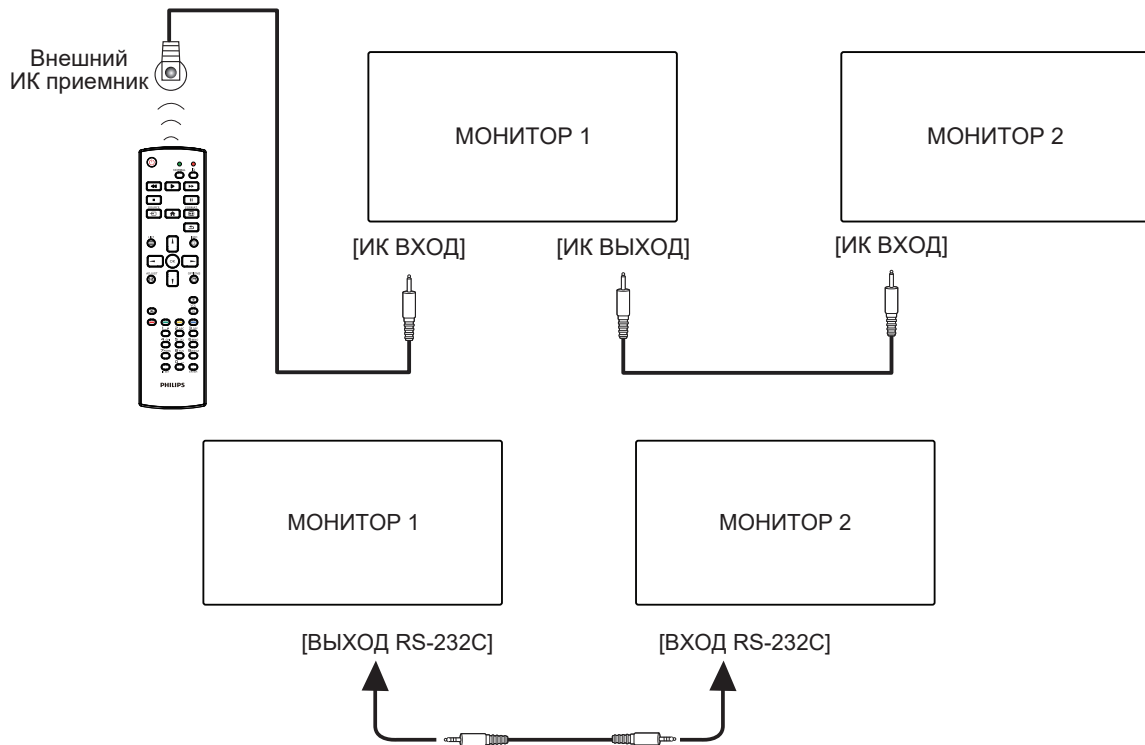 Внешний
ИК приемник
МОНИТОР 1
МОНИТОР 2
[ИК ВХОД]
[ИК ВЫХОД]
[ИК ВХОД]
PHILIPS
МОНИТОР 1
МОНИТОР 2
[ВЫХОД RS-232C]
[ВХОД RS-232C]